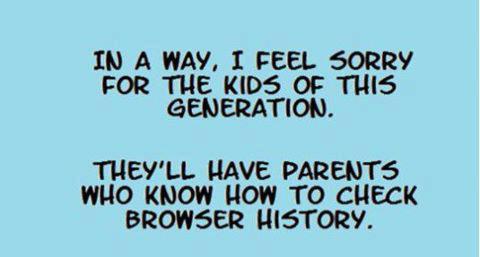 IN A WAY, I FEEL SORRY
FOR THE KIDS OF THIS
GENERATION.
THEY'LL HAVE PARENTS
WHO KNOW HOW TO CHECK
BROWSER HISTORY.